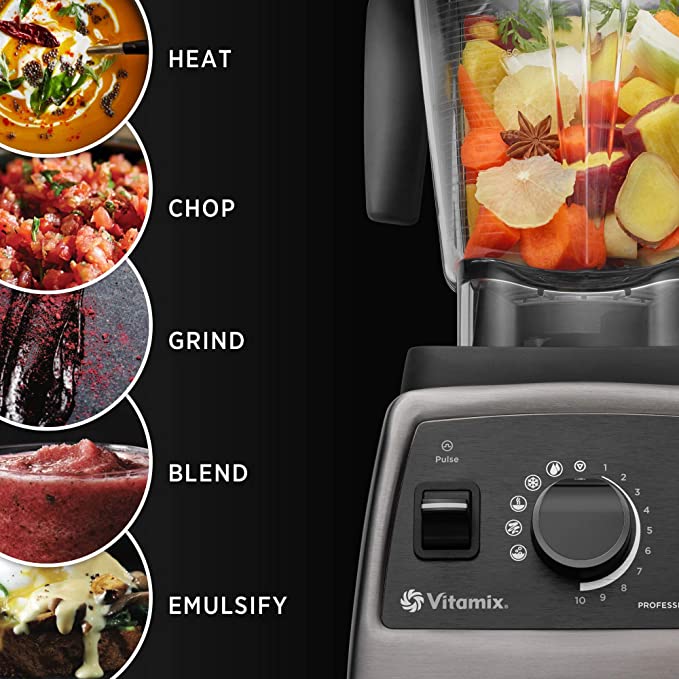 HEAT
CHOP
GRIND
BLEND
EMULSIFY
Pulse
1
2
3
4
5
6
7
8
9
10
Vitamix®
PROFESSI